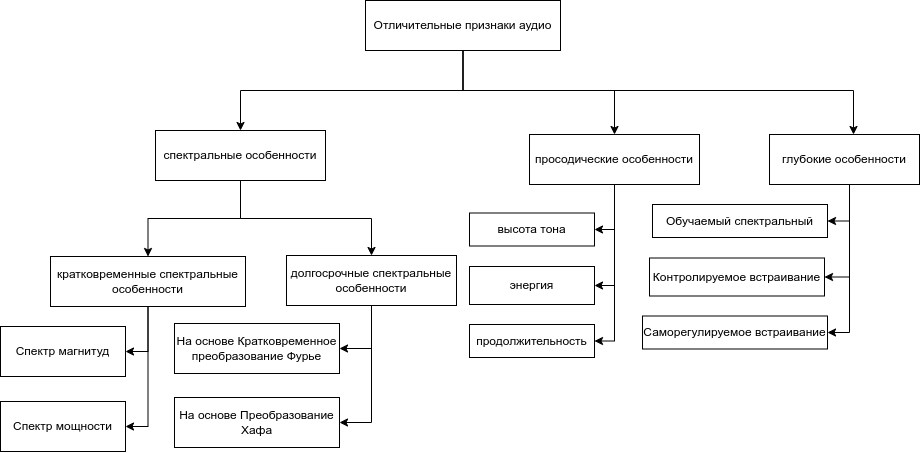 Отличительные признаки аудио
спектральные особенности
просодические особенности
глубокие особенности
кратковременные спектральные
особенности
долгосрочные спектральные
особенности
высота тона
энергия
продолжительность
Обучаемый спектральный
Контролируемое встраивание
Саморегулируемое встраивание
Спектр магнитуд
Спектр мощности
На основе Кратковременное
преобразование Фурье
На основе Преобразование
Хафа